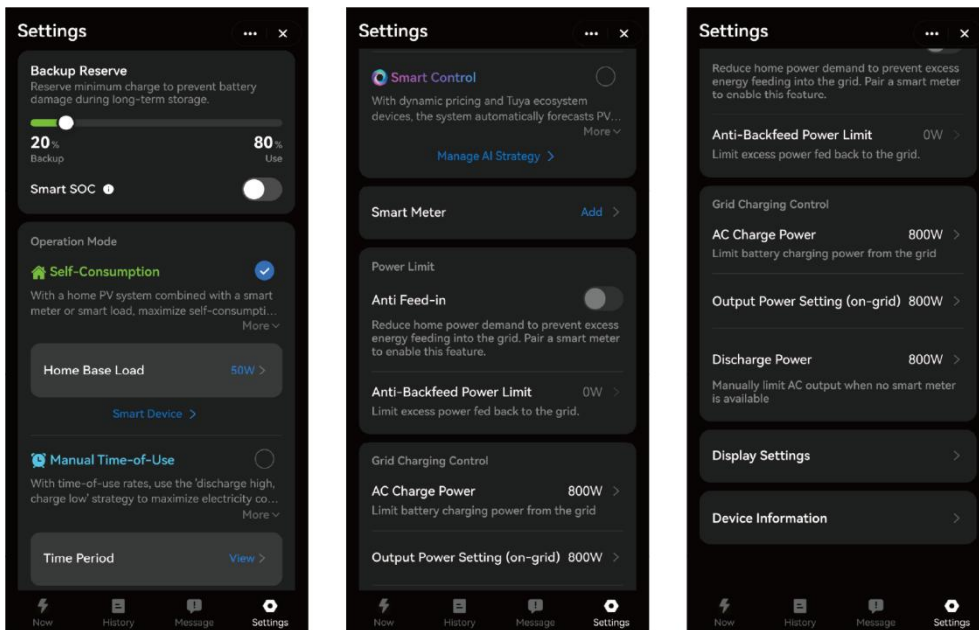 Settings
Backup Reserve
Reserve minimum charge to prevent battery
damage during long-term storage.
20%
80%
Backup
Use
Smart SOC
Operation Mode
Self-Consumption
With a home PV system combined with a smart
meter or smart load, maximize self-consumpti...
More
Home Base Load 50W >
Smart Device >
Manual Time-of-Use
With time-of-use rates, use the 'discharge high,
charge low' strategy to maximize electricity co...
More
Time Period View >
Now History Message Settings
Settings
Smart Control
With dynamic pricing and Tuya ecosystem
devices, the system automatically forecasts PV...
More
Manage AI Strategy >
Smart Meter Add >
Power Limit
Anti Feed-in
Reduce home power demand to prevent excess
energy feeding into the grid. Pair a smart meter
to enable this feature.
Anti-Backfeed Power Limit 0W >
Limit excess power fed back to the grid.
Grid Charging Control
AC Charge Power 800W >
Limit battery charging power from the grid
Output Power Setting (on-grid) 800W >
Now History Message Settings
Settings
Reduce home power demand to prevent excess
energy feeding into the grid. Pair a smart meter
to enable this feature.
Anti-Backfeed Power Limit 0W >
Limit excess power fed back to the grid.
Grid Charging Control
AC Charge Power 800W >
Limit battery charging power from the grid
Output Power Setting (on-grid) 800W >
Discharge Power 800W >
Manually limit AC output when no smart meter
is available
Display Settings >
Device Information >
Now History Message Settings